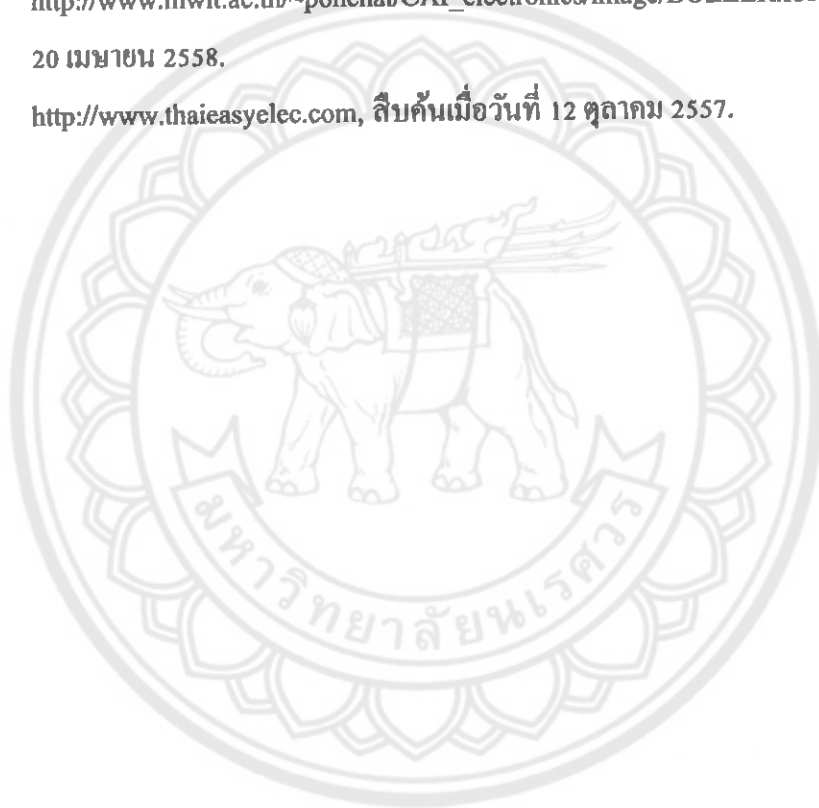 20 เมษายน 2558.
http://www.thaieasyelec.com, สืบค้นเมื่อวันที่ 12 ตุลาคม 2557.
มหาวิทยาลัยนเรศวร